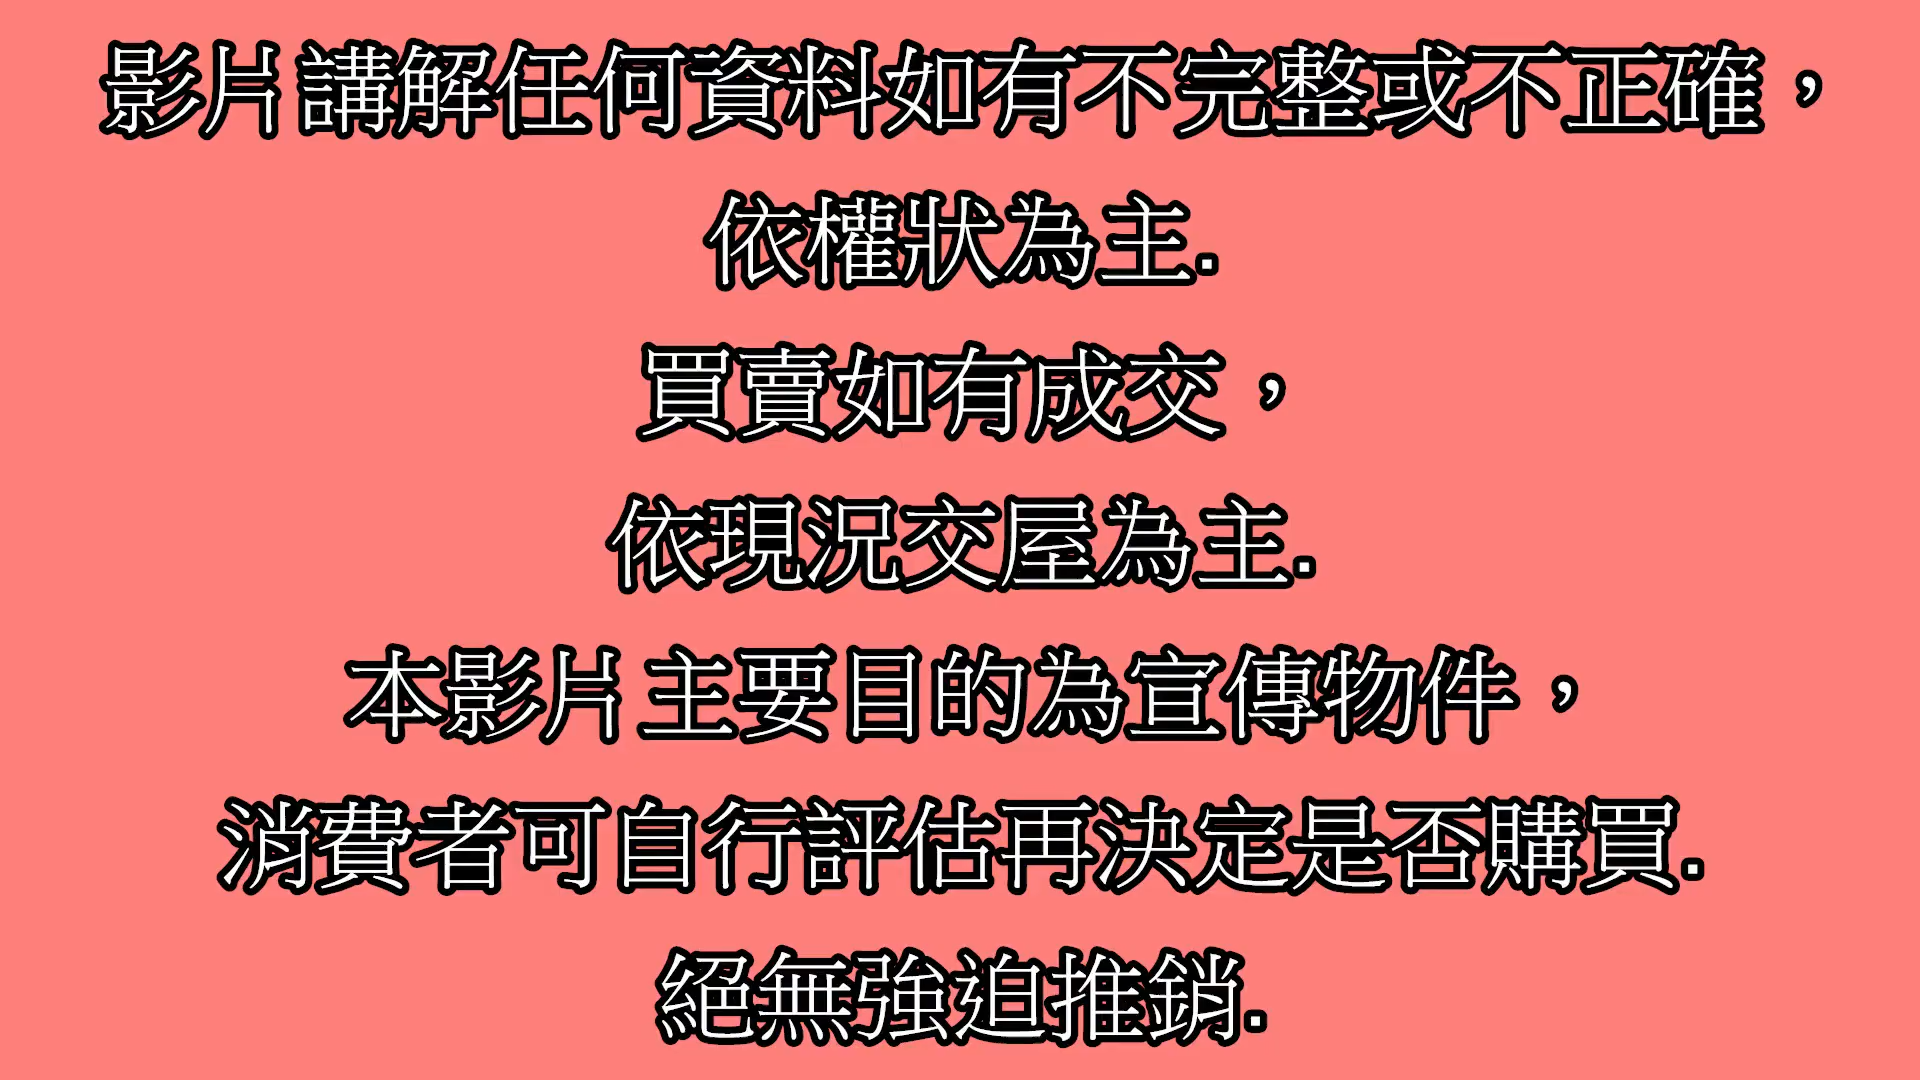 影片講解任何資料如有不完整或不正確，
依權狀為主.
買賣如有成交，
依現況交屋為主.
本影片主要目的為宣傳物件，
消費者可自行評估再決定是否購買.
絕無強迫推銷.